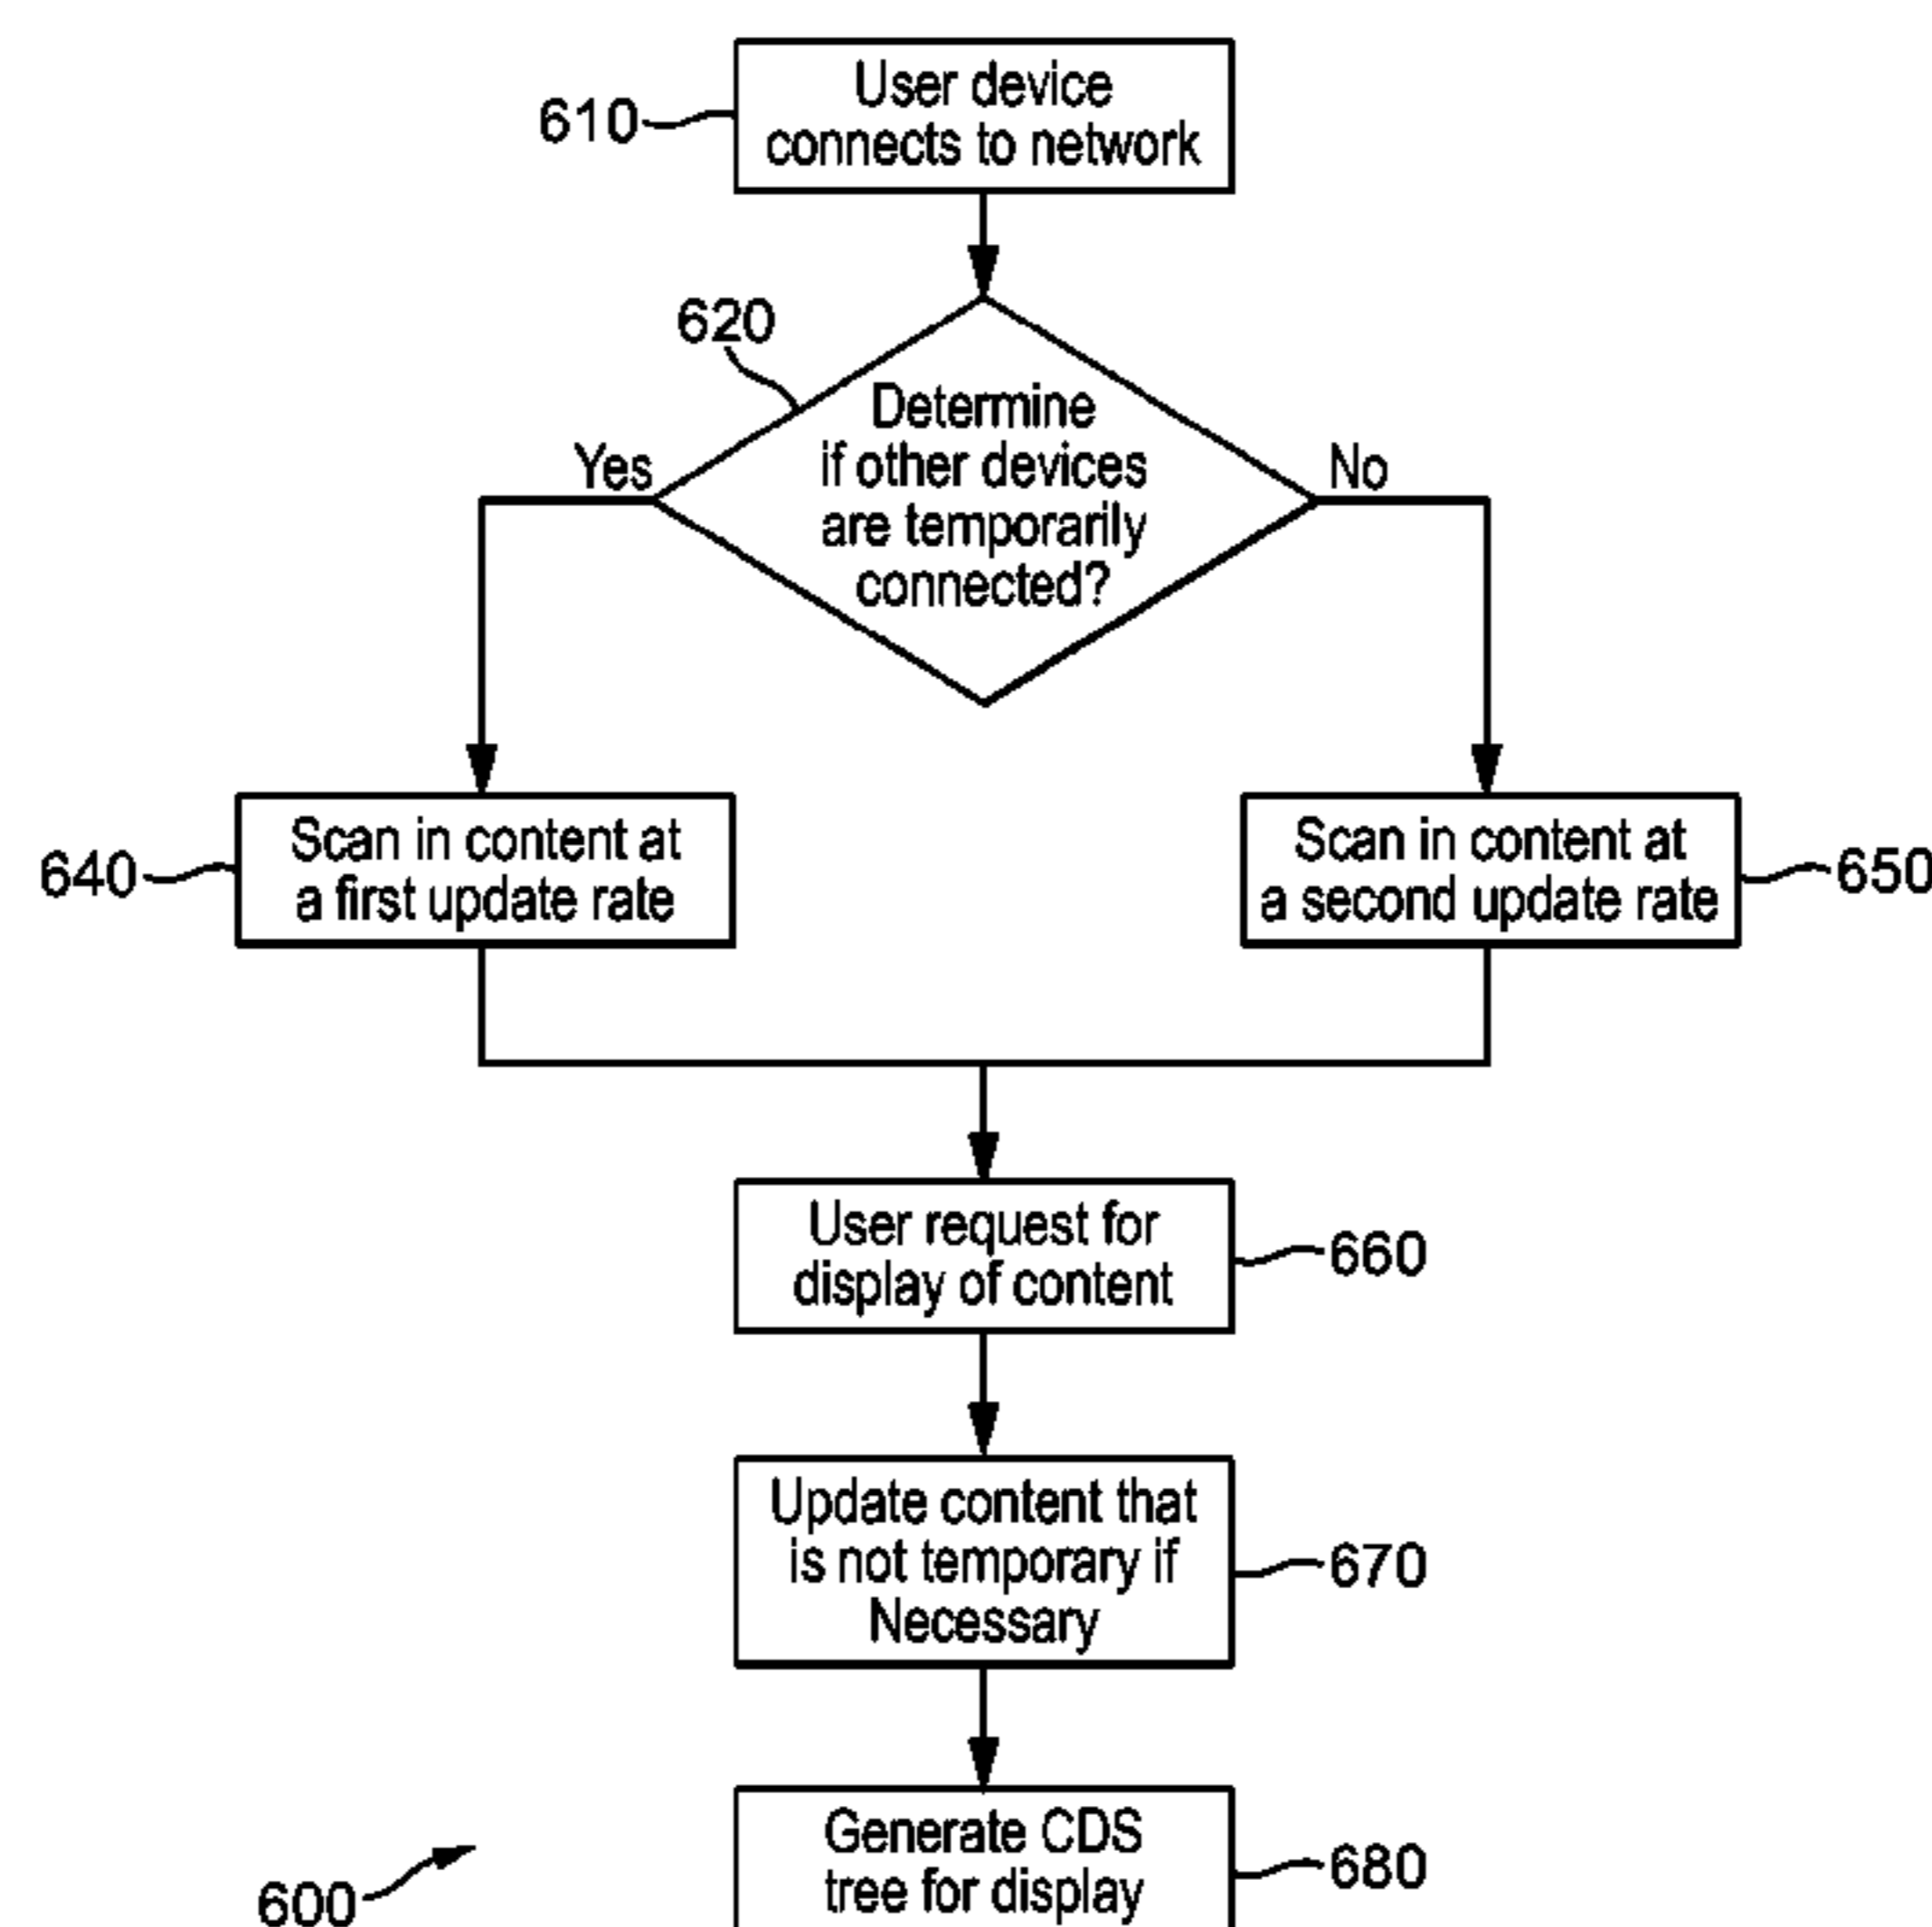 User device
connects to network
610
620
Determine
if other devices
are temporarily
connected?
Yes
No
Scan in content at
a first update rate
640
Scan in content at
a second update rate
650
User request for
display of content
660
Update content that
is not temporary if
Necessary
670
Generate CDS
tree for display
680
600